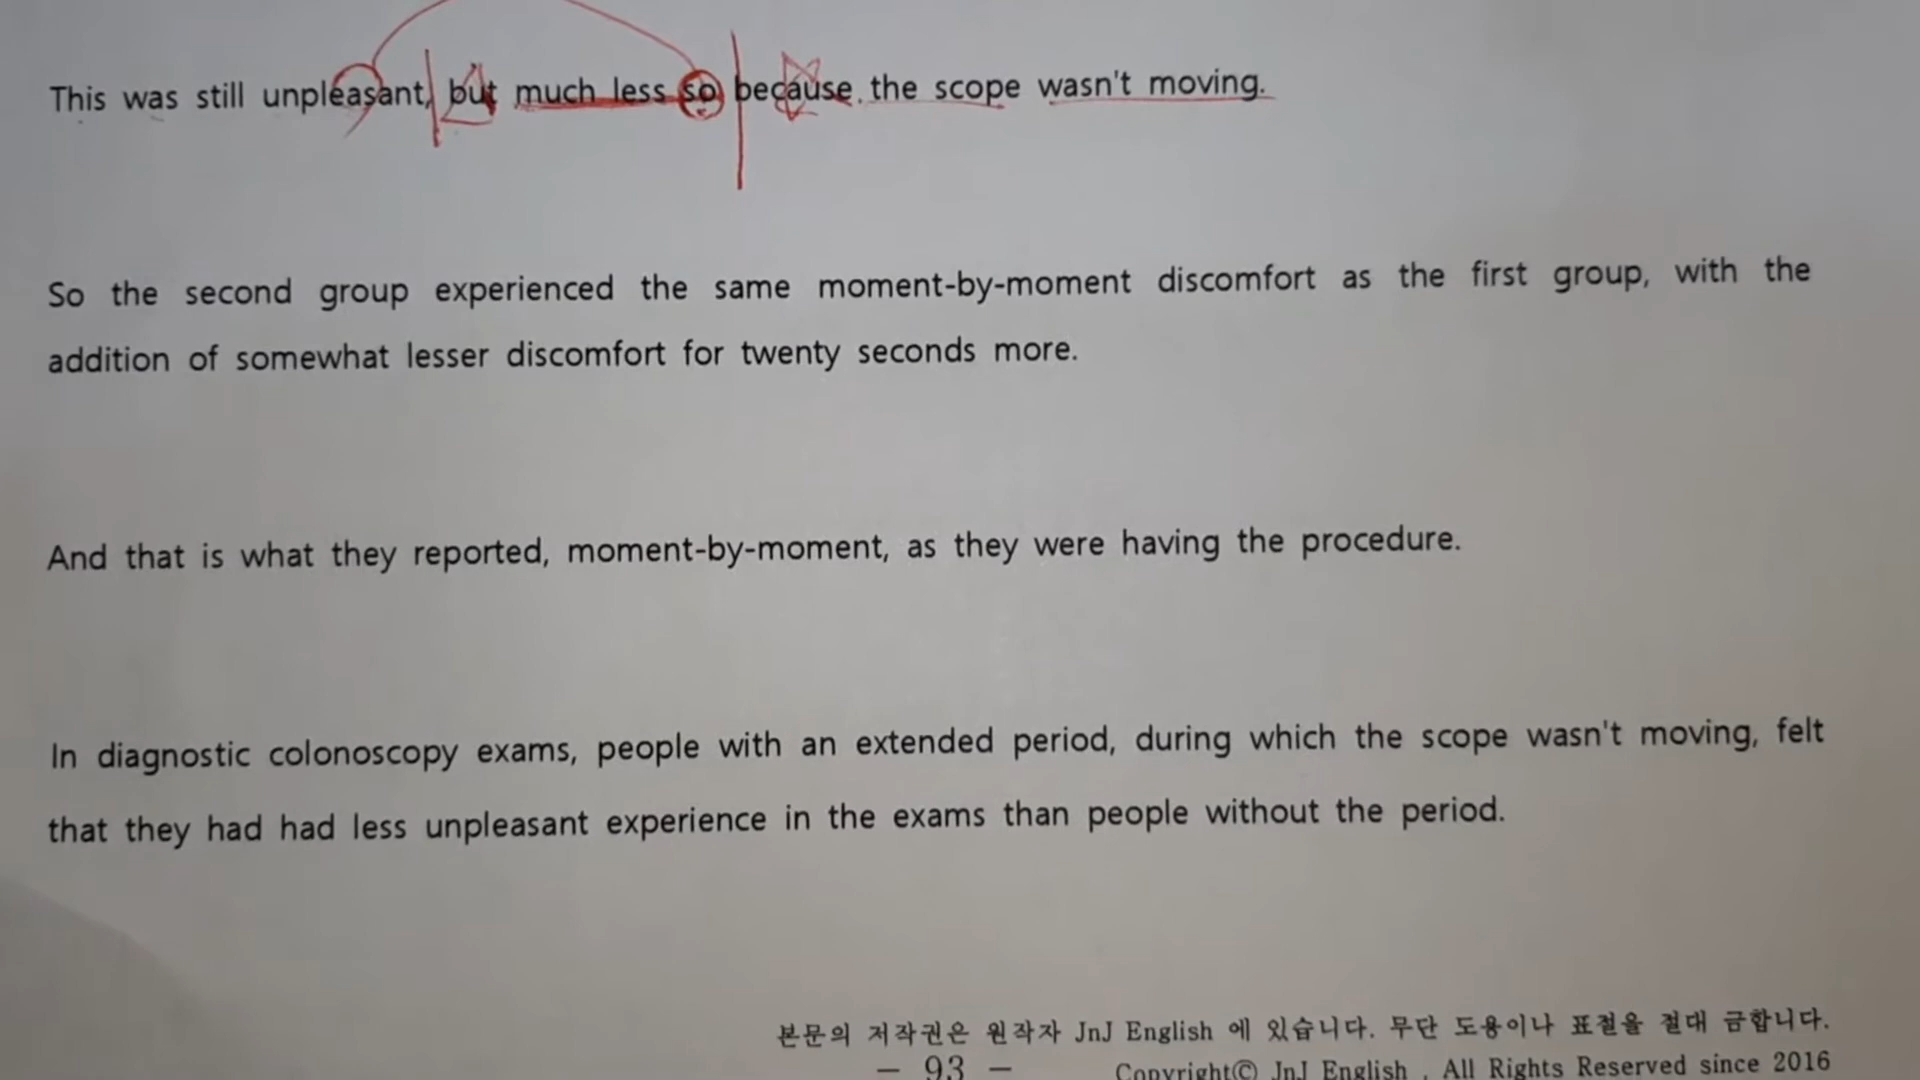 This was still unpleasant, but much less so because the scope wasn't moving.
So the second group experienced the same moment-by-moment discomfort as the first group, with the
addition of somewhat lesser discomfort for twenty seconds more.
And that is what they reported, moment-by-moment, as they were having the procedure.
In diagnostic colonoscopy exams, people with an extended period, during which the scope wasn't moving, felt
that they had had less unpleasant experience in the exams than people without the period.
본문의 저작권은 원작자 JnJ English 에 있습니다. 무단 도용이나 표절을 절대 금합니다.
– 93 –
Copyright© JnJ English . All Rights Reserved since 2016